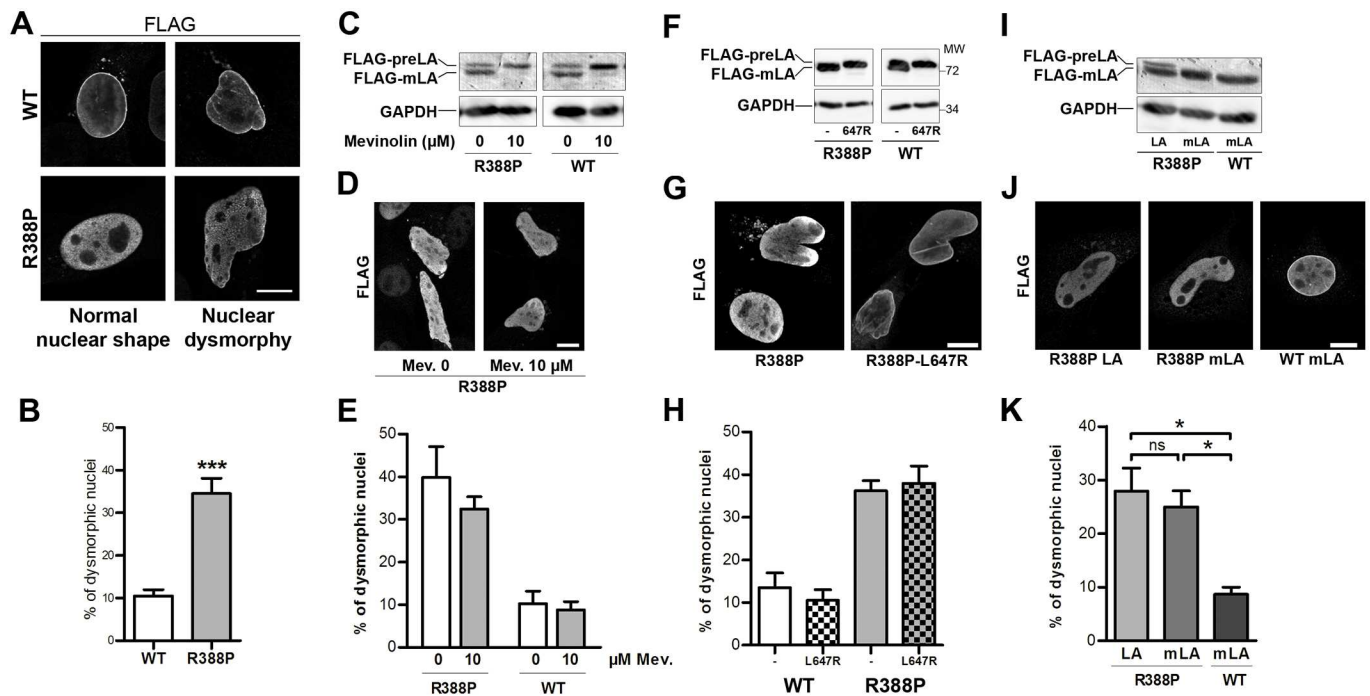 A
FLAG
WT
R388P
Normal
nuclear shape
Nuclear
dysmorphy
B
% of dysmorphic nuclei
50
40
30
20
10
0
***
WT
R388P
C
FLAG-preLA
FLAG-mLA
GAPDH
Mevinolin (µM)
0 10 0 10
R388P WT
D
FLAG
Mev. 0 Mev. 10 µM
R388P
E
% of dysmorphic nuclei
50
40
30
20
10
0
0 10 0 10 µM Mev.
R388P WT
F
FLAG-preLA
FLAG-mLA
GAPDH
MW
72
34
- 647R - 647R
R388P WT
G
FLAG
R388P R388P-L647R
H
% of dysmorphic nuclei
50
40
30
20
10
0
- L647R - L647R
WT R388P
I
FLAG-preLA
FLAG-mLA
GAPDH
LA mLA mLA
R388P WT
J
FLAG
R388P LA R388P mLA WT mLA
K
% of dysmorphic nuclei
40
30
20
10
0
*
ns *
LA mLA mLA
R388P WT